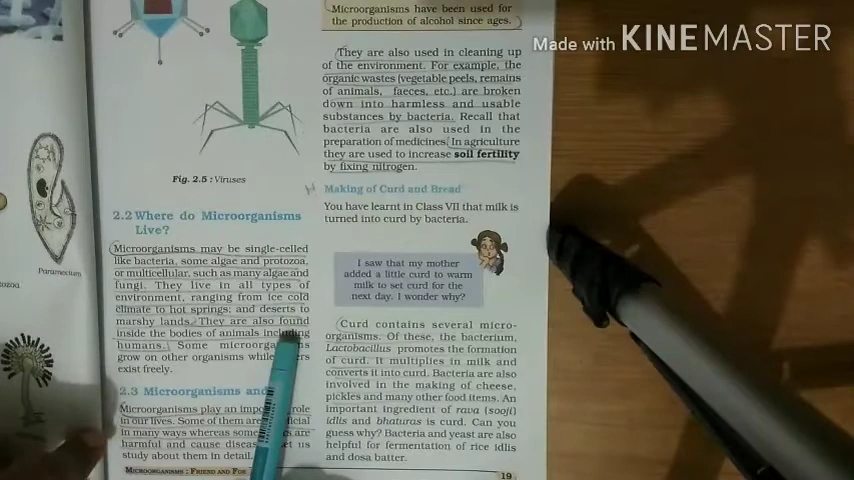 Made with KINEMASTER
Paramecium
tozoa
Fig. 2.5 : Viruses
2.2 Where do Microorganisms
Live?
Microorganisms may be single-celled
like bacteria, some algae and protozoa,
or multicellular, such as many algae and
fungi. They live in all types of
environment, ranging from ice cold
climate to hot springs; and deserts to
marshy lands. They are also found
inside the bodies of animals including
humans. Some
grow on other organisms while
exist freely.
2.3 Microorganisms and
Microorganisms play an role
in our lives. Some of them are
in many ways whereas some are
harmful and cause us
study about them in detail.
MICROORGANISMS : FRIEND AND FOE
Microorganisms have been used for
the production of alcohol since ages.
They are also used in cleaning up
of the environment. For example, the
organic wastes (vegetable peels, remains
of animals, faeces, etc.) are broken
down into harmless and usable
substances by bacteria. Recall that
bacteria are also used in the
preparation of medicines. In agriculture
they are used to increase soil fertility
by fixing nitrogen.
Making of Curd and Bread
You have learnt in Class VII that milk is
turned into curd by bacteria.
I saw that my mother
added a little curd to warm
milk to set curd for the
next day. I wonder why?
Curd contains several micro-
organisms. Of these, the bacterium,
Lactobacillus promotes the formation
of curd. It multiplies in milk and
converts it into curd. Bacteria are also
involved in the making of cheese,
pickles and many other food items. An
important ingredient of rava (sooji)
idlis and bhaturas is curd. Can you
guess why? Bacteria and yeast are also
helpful for fermentation of rice idlis
and dosa batter.
19